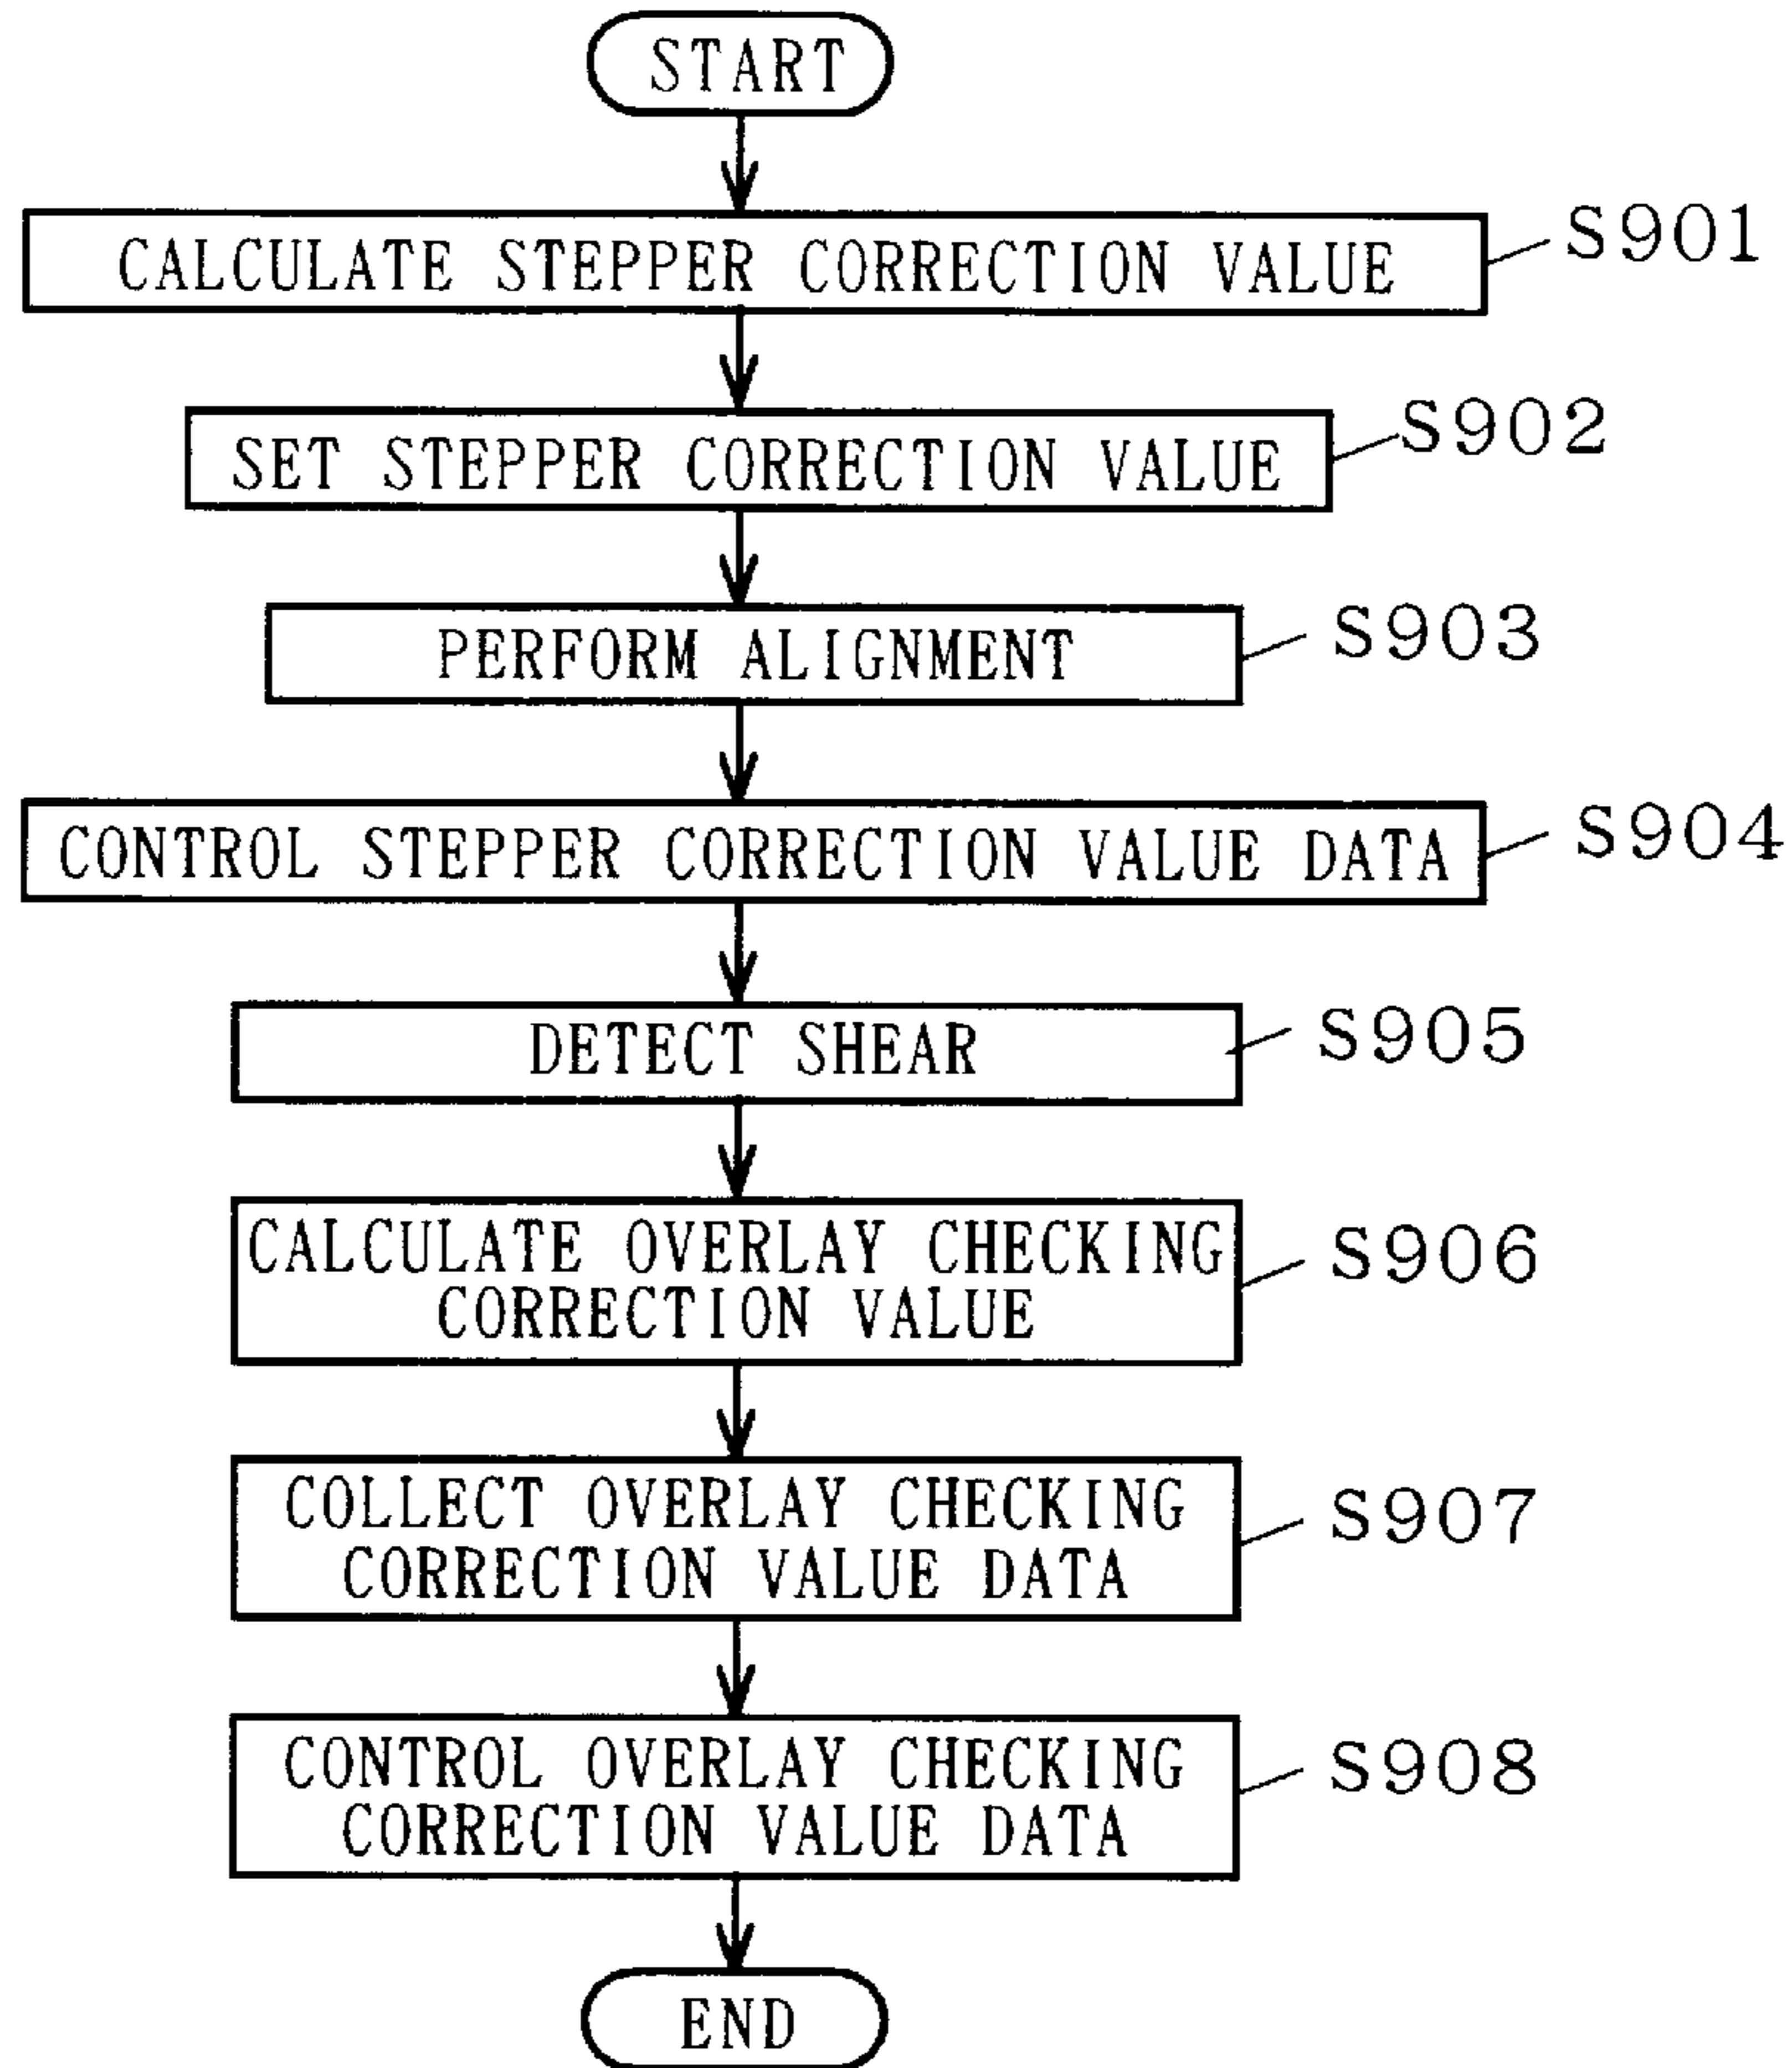 START
CALCULATE STEPPER CORRECTION VALUE
S901
SET STEPPER CORRECTION VALUE
S902
PERFORM ALIGNMENT
S903
CONTROL STEPPER CORRECTION VALUE DATA
S904
DETECT SHEAR
S905
CALCULATE OVERLAY CHECKING
CORRECTION VALUE
S906
COLLECT OVERLAY CHECKING
CORRECTION VALUE DATA
S907
CONTROL OVERLAY CHECKING
CORRECTION VALUE DATA
S908
END